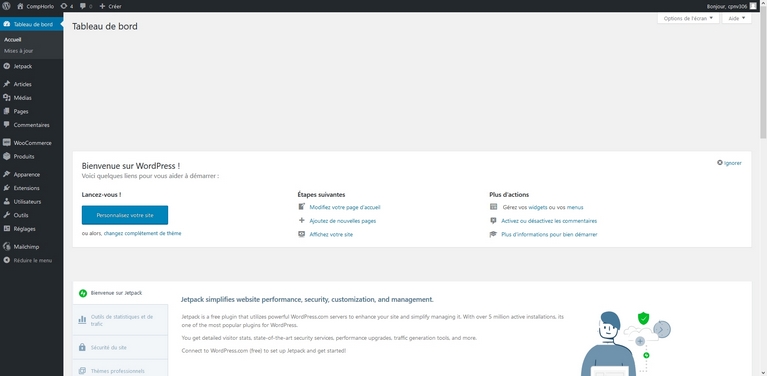 CompHorlo 4 0 Créer Bonjour, cpnv306
Tableau de bord
Accueil
Mises à jour
Jetpack
Articles
Médias
Pages
Commentaires
WooCommerce
Produits
Apparence
Extensions
Utilisateurs
Outils
Réglages
Mailchimp
Réduire le menu
Options de l'écran
Aide
Tableau de bord
Bienvenue sur WordPress !
Ignorer
Voici quelques liens pour vous aider à démarrer :
Lancez-vous !
Personnalisez votre site
ou alors, changez complètement de thème
Étapes suivantes
Modifiez votre page d'accueil
Ajoutez de nouvelles pages
Affichez votre site
Plus d'actions
Gérez vos widgets ou vos menus
Activez ou désactivez les commentaires
Plus d'informations pour bien démarrer
Bienvenue sur Jetpack
Outils de statistiques et de
trafic
Sécurité du site
Thèmes professionnels
Jetpack simplifies website performance, security, customization, and management.
Jetpack is a free plugin that utilizes powerful WordPress.com servers to enhance your site and simplify managing it. With over 5 million active installations, its
one of the most popular plugins for WordPress.
You get detailed visitor stats, state-of-the-art security services, performance upgrades, traffic generation tools, and more.
Connect to WordPress.com (free) to set up Jetpack and get started!